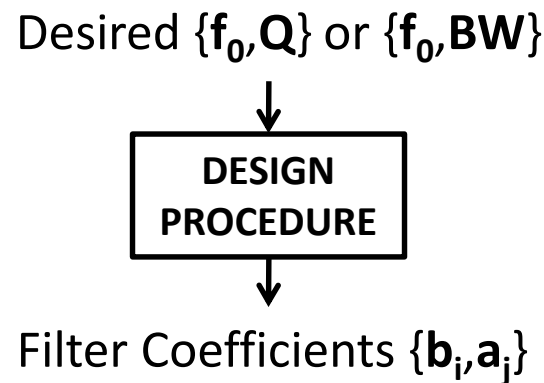 Desired {f₀,Q} or {f₀,BW}
DESIGN
PROCEDURE
Filter Coefficients {bᵢ,aⱼ}